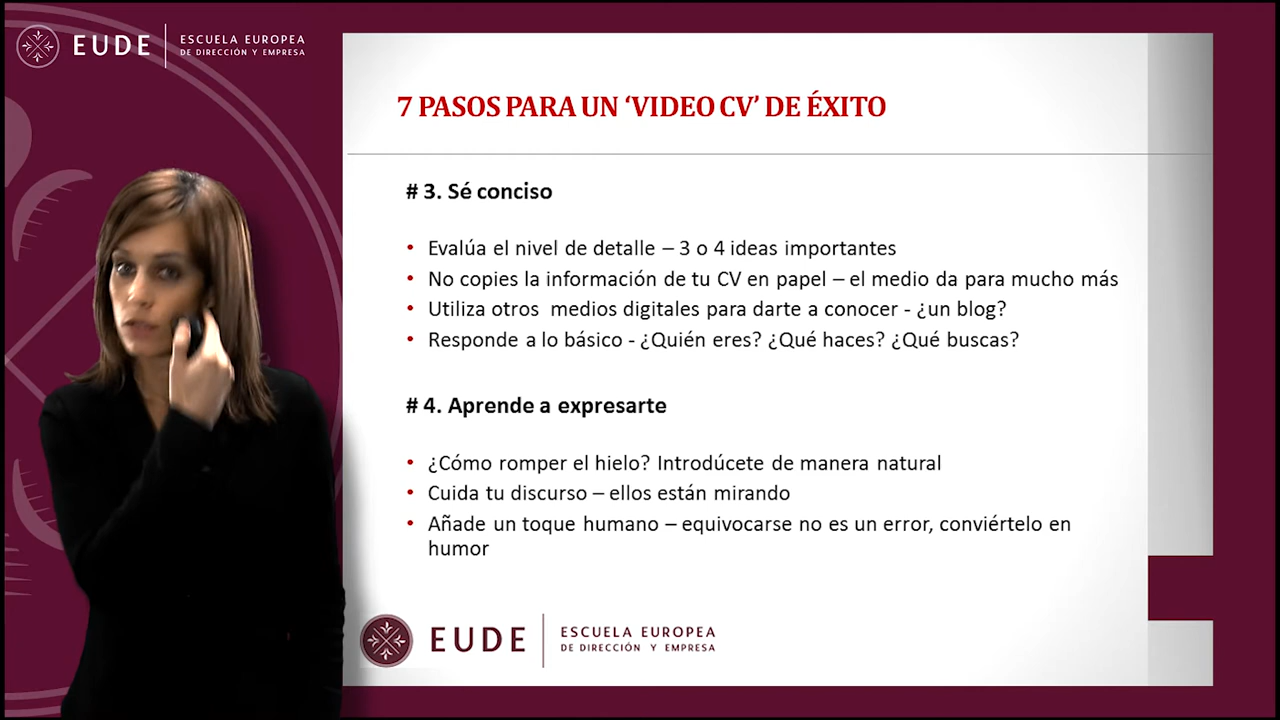 EUDE
ESCUELA EUROPEA
DE DIRECCIÓN Y EMPRESA
7 PASOS PARA UN ‘VIDEO CV’ DE ÉXITO
# 3. Sé conciso
• Evalúa el nivel de detalle – 3 o 4 ideas importantes
• No copies la información de tu CV en papel – el medio da para mucho más
• Utiliza otros medios digitales para darte a conocer - ¿un blog?
• Responde a lo básico - ¿Quién eres? ¿Qué haces? ¿Qué buscas?
# 4. Aprende a expresarte
• ¿Cómo romper el hielo? Introdúcete de manera natural
• Cuida tu discurso – ellos están mirando
• Añade un toque humano – equivocarse no es un error, conviértelo en
humor
EUDE
ESCUELA EUROPEA
DE DIRECCIÓN Y EMPRESA